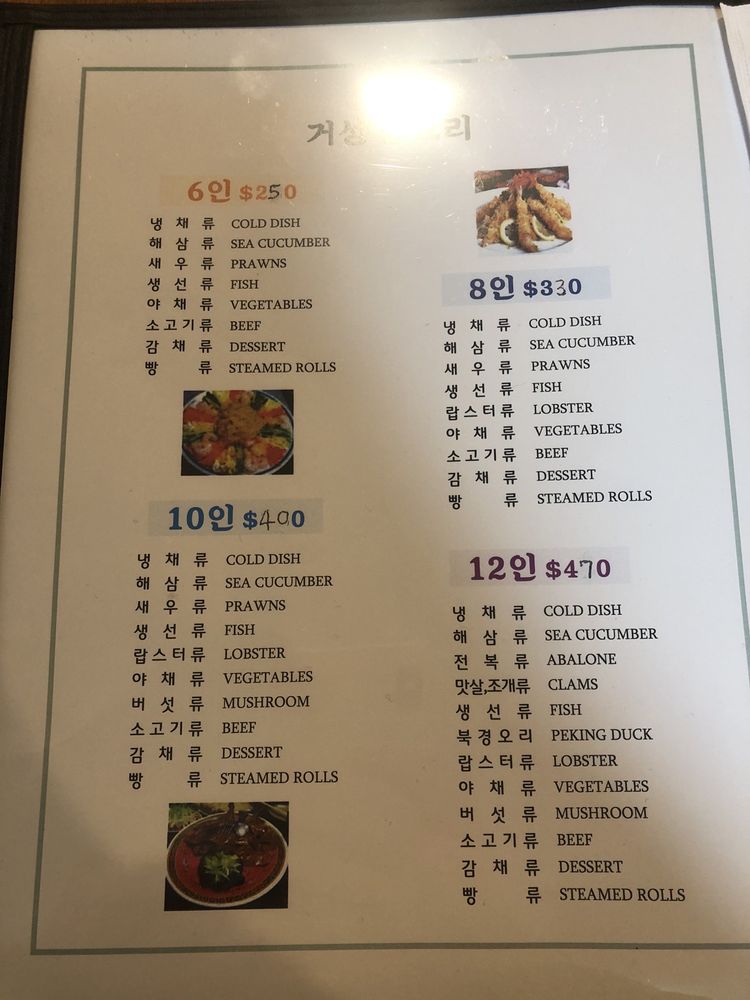 6인 $250
냉 채 류 COLD DISH
해 삼 류 SEA CUCUMBER
새 우 류 PRAWNS
생 선 류 FISH
야 채 류 VEGETABLES
소고기류 BEEF
감 채 류 DESSERT
빵 류 STEAMED ROLLS
10인 $400
냉 채 류 COLD DISH
해 삼 류 SEA CUCUMBER
새 우 류 PRAWNS
생 선 류 FISH
랍스터류 LOBSTER
야 채 류 VEGETABLES
버 섯 류 MUSHROOM
소고기류 BEEF
감 채 류 DESSERT
빵 류 STEAMED ROLLS
8인 $330
냉 채 류 COLD DISH
해 삼 류 SEA CUCUMBER
새 우 류 PRAWNS
생 선 류 FISH
랍스터류 LOBSTER
야 채 류 VEGETABLES
소고기류 BEEF
감 채 류 DESSERT
빵 류 STEAMED ROLLS
12인 $470
냉 채 류 COLD DISH
해 삼 류 SEA CUCUMBER
전 복 류 ABALONE
맛살,조개류 CLAMS
생 선 류 FISH
북경오리 PEKING DUCK
랍스터류 LOBSTER
야 채 류 VEGETABLES
버 섯 류 MUSHROOM
소고기류 BEEF
감 채 류 DESSERT
빵 류 STEAMED ROLLS